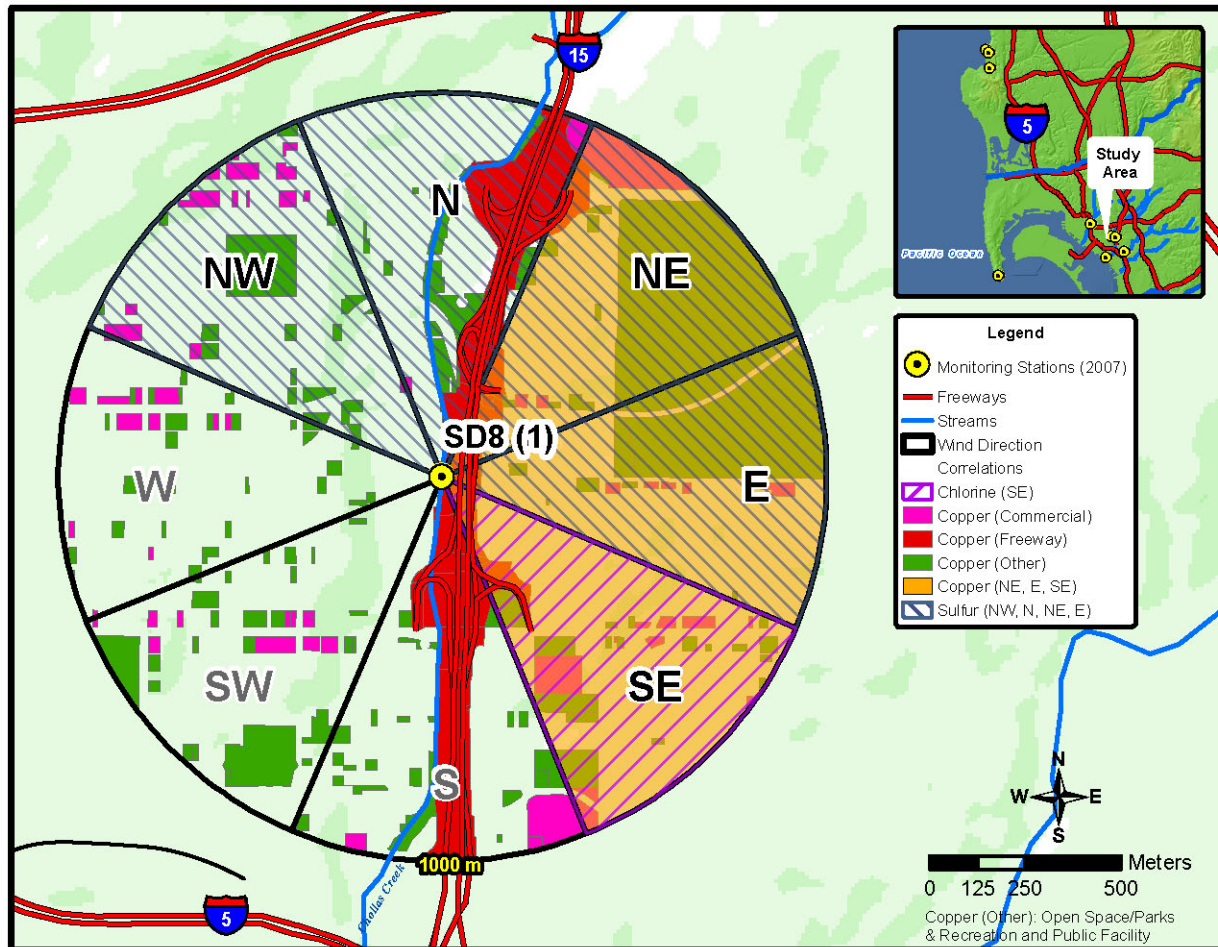 15
N
NW
NE
SD8 (1)
W
E
SW
SE
S
1000 m
Chollas Creek
5
5
Study
Area
Pacific Ocean
Legend
Monitoring Stations (2007)
Freeways
Streams
Wind Direction
Correlations
Chlorine (SE)
Copper (Commercial)
Copper (Freeway)
Copper (Other)
Copper (NE, E, SE)
Sulfur (NW, N, NE, E)
N
W E
S
Meters
0 125 250 500
Copper (Other): Open Space/Parks
& Recreation and Public Facility